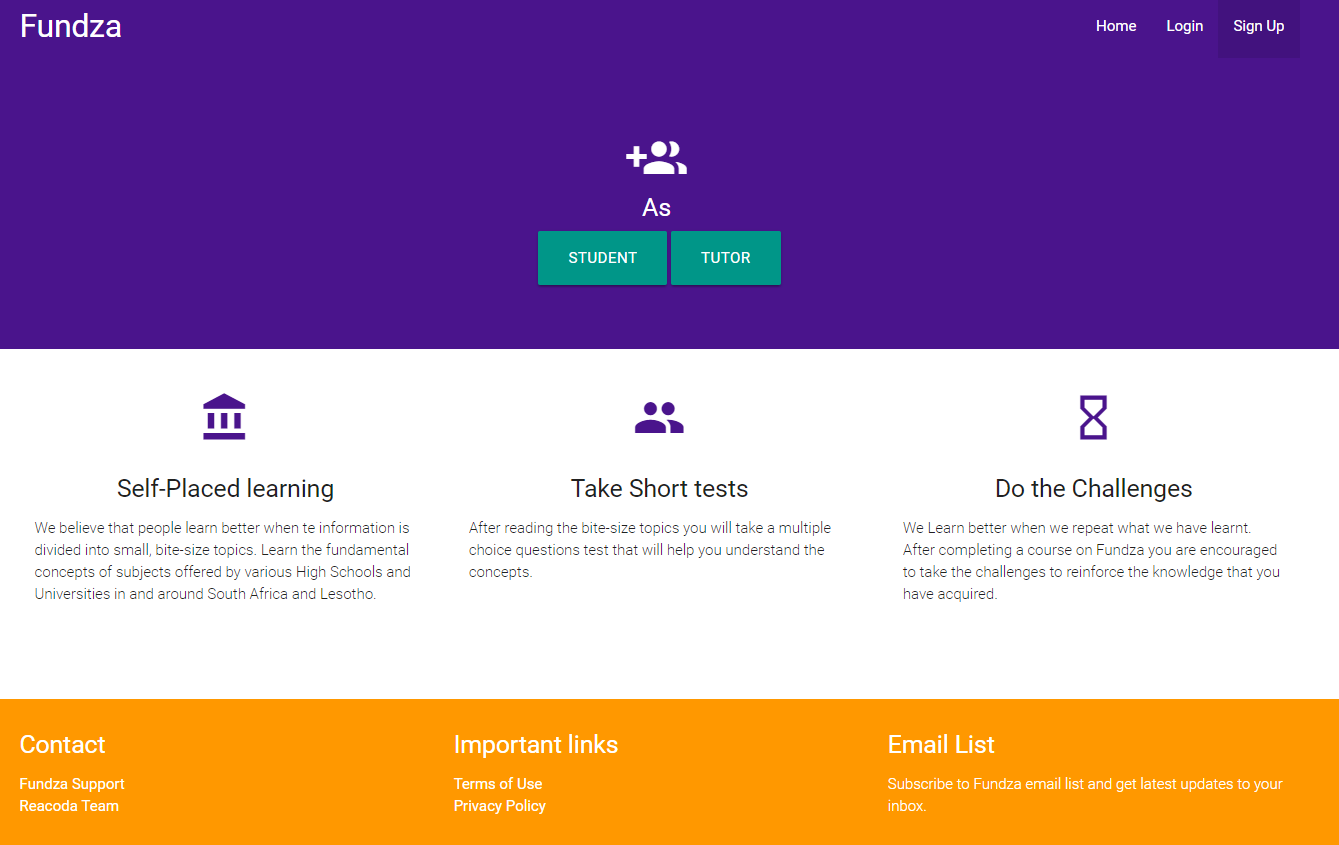 Fundza
Home Login Sign Up
As
STUDENT TUTOR
Self-Placed learning
We believe that people learn better when te information is
divided into small, bite-size topics. Learn the fundamental
concepts of subjects offered by various High Schools and
Universities in and around South Africa and Lesotho.
Take Short tests
After reading the bite-size topics you will take a multiple
choice questions test that will help you understand the
concepts.
Do the Challenges
We Learn better when we repeat what we have learnt.
After completing a course on Fundza you are encouraged
to take the challenges to reinforce the knowledge that you
have acquired.
Contact
Fundza Support
Reacoda Team
Important links
Terms of Use
Privacy Policy
Email List
Subscribe to Fundza email list and get latest updates to your
inbox.